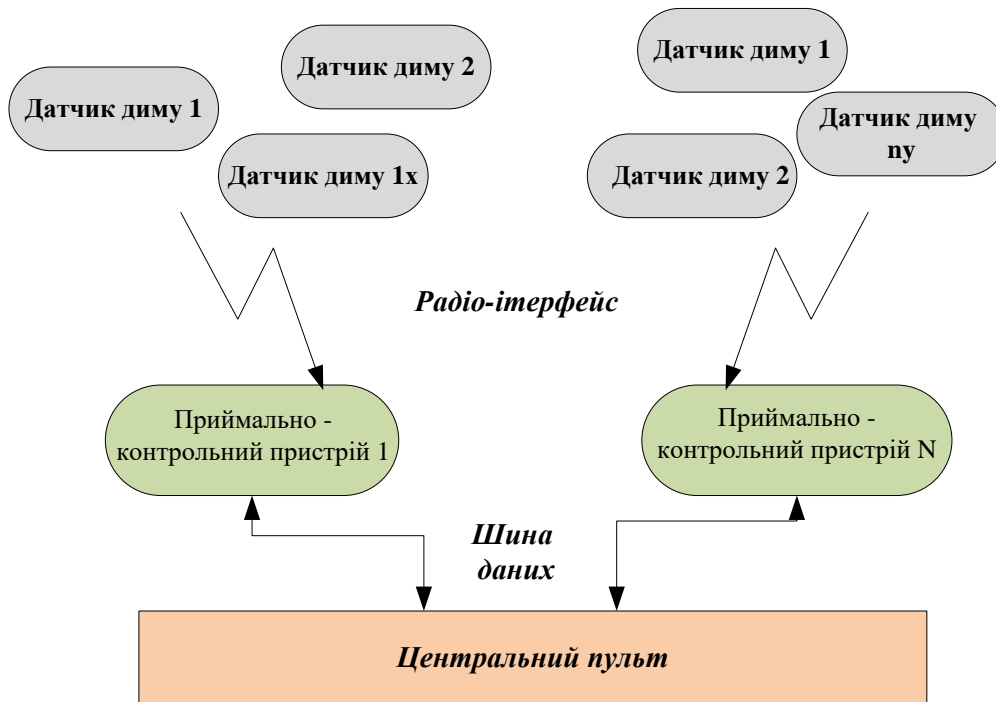 Датчик диму 1
Датчик диму 2
Датчик диму 1х
Датчик диму 1
Датчик диму
ny
Датчик диму 2
Радіо-ітерфейс
Приймально -
контрольний пристрій 1
Приймально -
контрольний пристрій N
Шина
даних
Центральний пульт